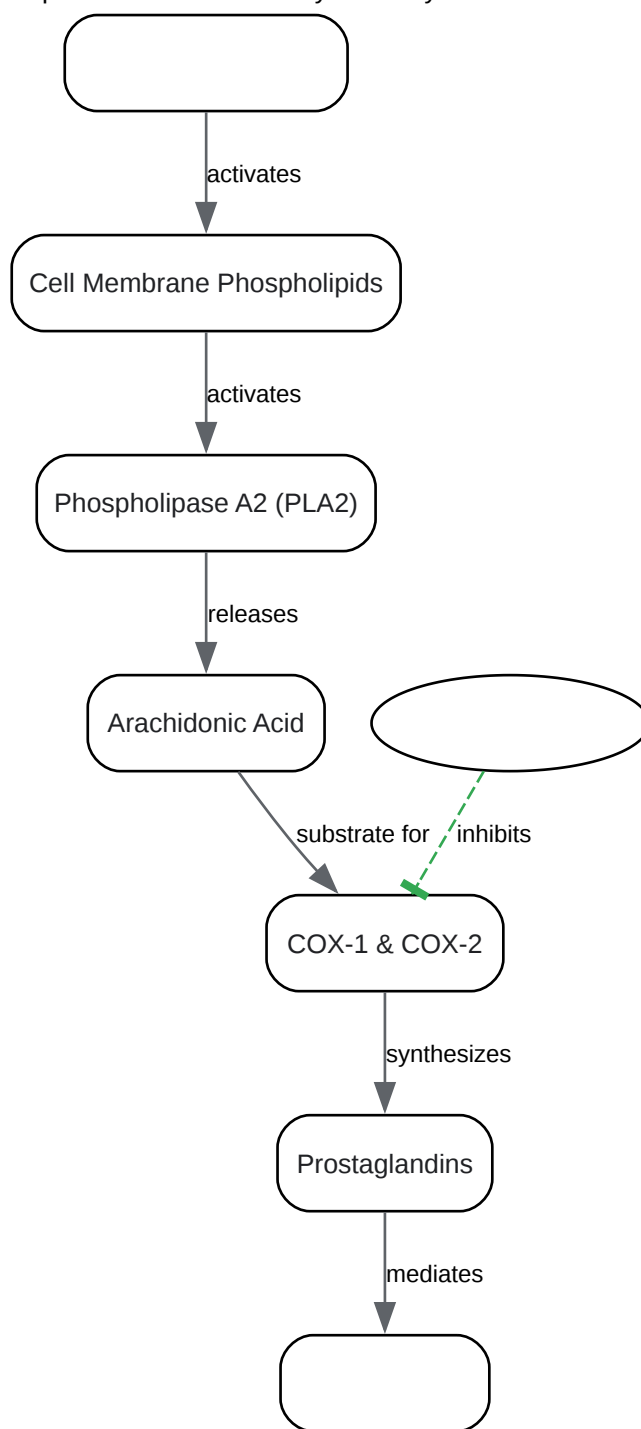 activates
Cell Membrane Phospholipids
activates
Phospholipase A2 (PLA2)
releases
Arachidonic Acid
substrate for
inhibits
COX-1 & COX-2
synthesizes
Prostaglandins
mediates